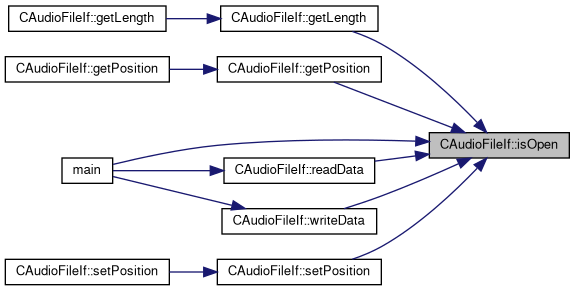 CAudioFileIf::getLength
CAudioFileIf::getLength
CAudioFileIf::getPosition
CAudioFileIf::getPosition
CAudioFileIf::isOpen
main
CAudioFileIf::readData
CAudioFileIf::writeData
CAudioFileIf::setPosition
CAudioFileIf::setPosition